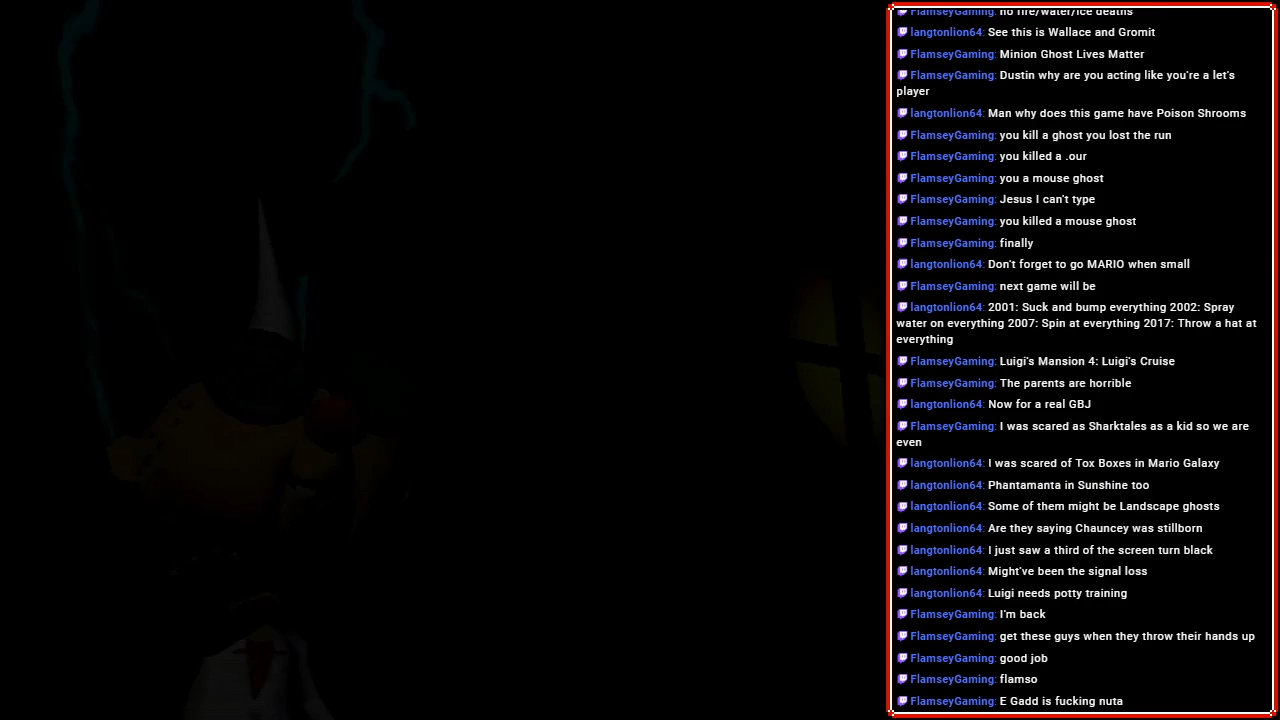 FlamseyGaming: no fire/water/ice deaths
langtonlion64: See this is Wallace and Gromit
FlamseyGaming: Minion Ghost Lives Matter
FlamseyGaming: Dustin why are you acting like you're a let's
player
langtonlion64: Man why does this game have Poison Shrooms
FlamseyGaming: you kill a ghost you lost the run
FlamseyGaming: you killed a .our
FlamseyGaming: you a mouse ghost
FlamseyGaming: Jesus I can't type
FlamseyGaming: you killed a mouse ghost
FlamseyGaming: finally
langtonlion64: Don't forget to go MARIO when small
FlamseyGaming: next game will be
langtonlion64: 2001: Suck and bump everything 2002: Spray
water on everything 2007: Spin at everything 2017: Throw a hat at
everything
FlamseyGaming: Luigi's Mansion 4: Luigi's Cruise
FlamseyGaming: The parents are horrible
langtonlion64: Now for a real GBJ
FlamseyGaming: I was scared as Sharktales as a kid so we are
even
langtonlion64: I was scared of Tox Boxes in Mario Galaxy
langtonlion64: Phantamanta in Sunshine too
langtonlion64: Some of them might be Landscape ghosts
langtonlion64: Are they saying Chauncey was stillborn
langtonlion64: I just saw a third of the screen turn black
langtonlion64: Might've been the signal loss
langtonlion64: Luigi needs potty training
FlamseyGaming: I'm back
FlamseyGaming: get these guys when they throw their hands up
FlamseyGaming: good job
FlamseyGaming: flamso
FlamseyGaming: E Gadd is fucking nuta